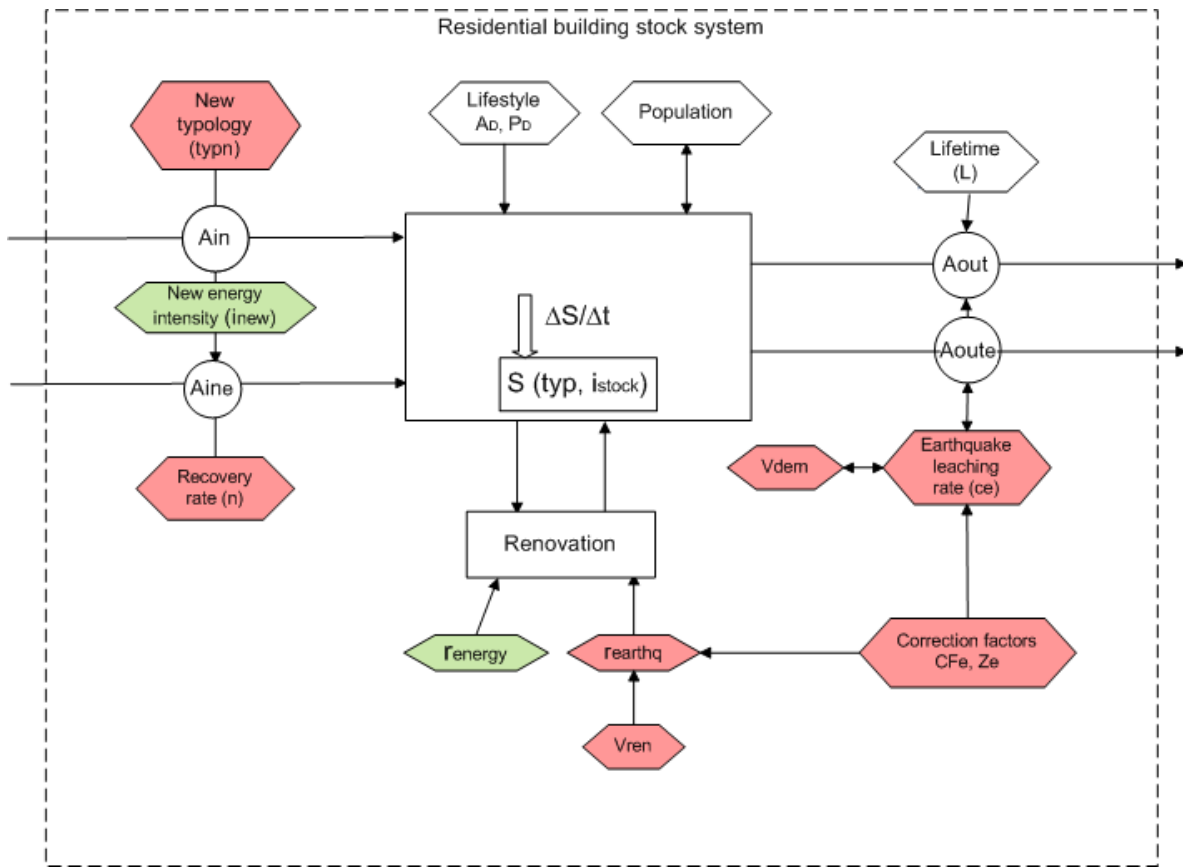 Residential building stock system
New
typology
(typn)
Lifestyle
AD, PD
Population
Lifetime
(L)
Ain
Aout
New energy
intensity (inew)
ΔS/Δt
Aoute
Aine
S (typ, istock)
Recovery
rate (n)
Vdem
Earthquake
leaching
rate (ce)
Renovation
renergy
rearthq
Correction factors
CFe, Ze
Vren